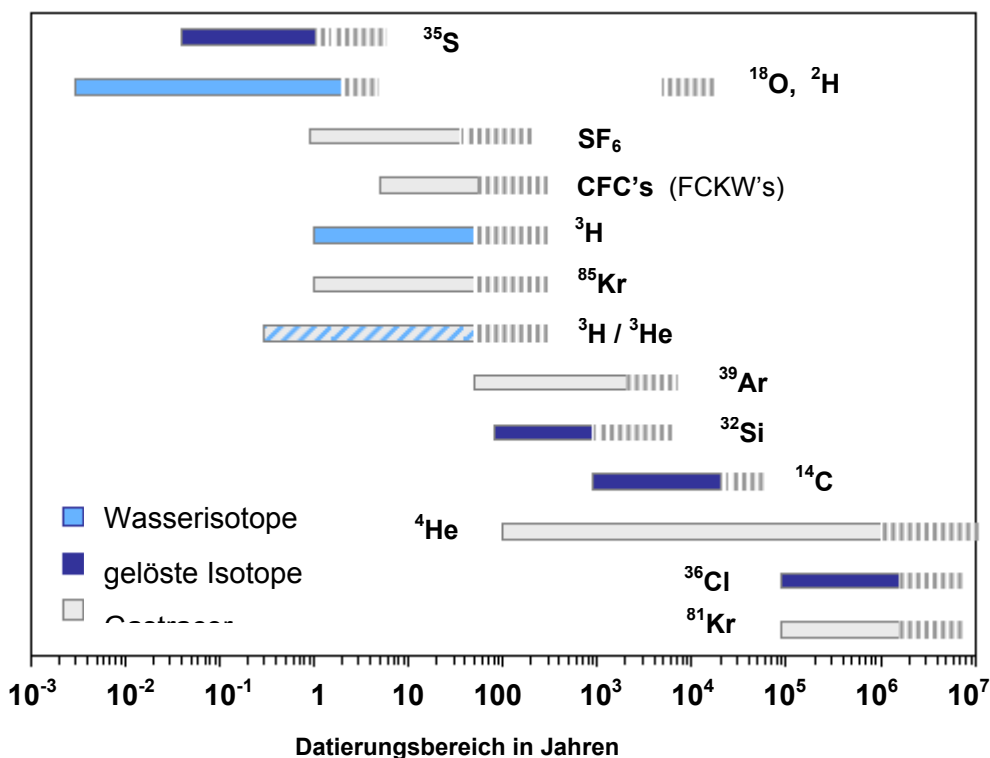 ³⁵S
¹⁸O, ²H
SF₆
CFC's (FCKW's)
³H
⁸⁵Kr
³H / ³He
³⁹Ar
³²Si
¹⁴C
⁴He
³⁶Cl
⁸¹Kr
Wasserisotope
gelöste Isotope
10⁻³ 10⁻² 10⁻¹ 1 10 100 10³ 10⁴ 10⁵ 10⁶ 10⁷
Datierungsbereich in Jahren